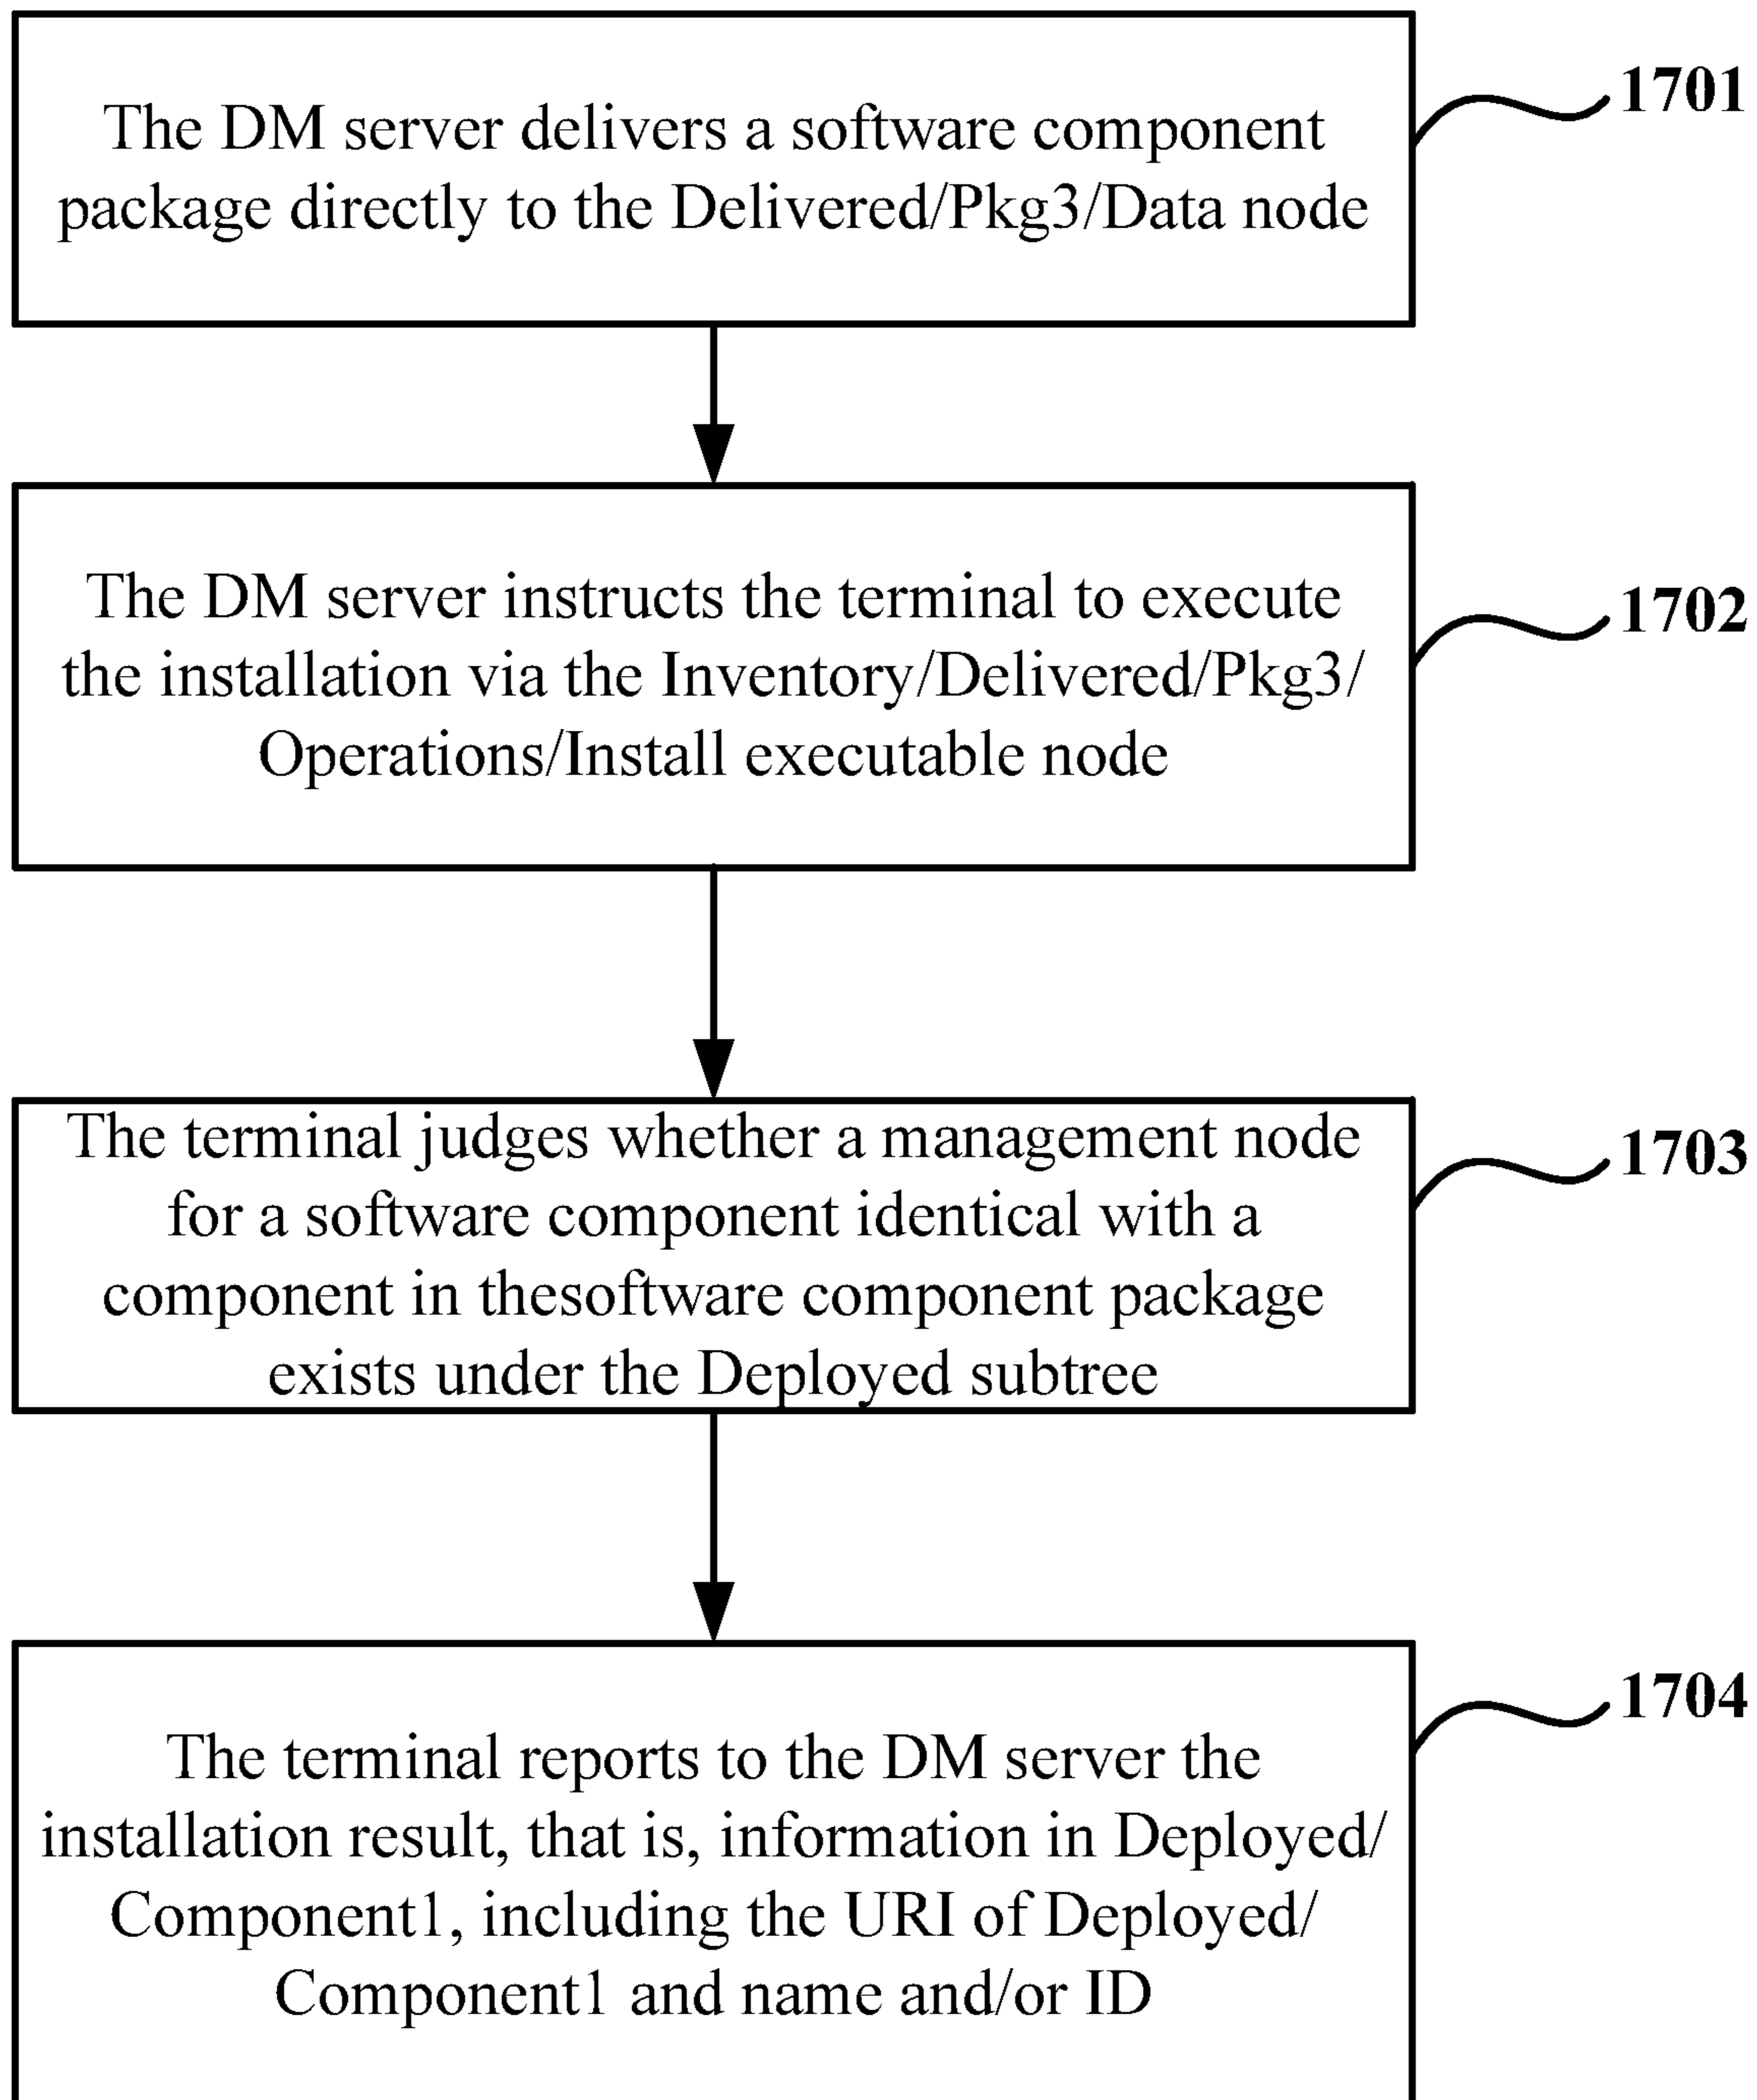 The DM server delivers a software component
package directly to the Delivered/Pkg3/Data node
1701
The DM server instructs the terminal to execute
the installation via the Inventory/Delivered/Pkg3/
Operations/Install executable node
1702
The terminal judges whether a management node
for a software component identical with a
component in thesoftware component package
exists under the Deployed subtree
1703
The terminal reports to the DM server the
installation result, that is, information in Deployed/
Component1, including the URI of Deployed/
Component1 and name and/or ID
1704